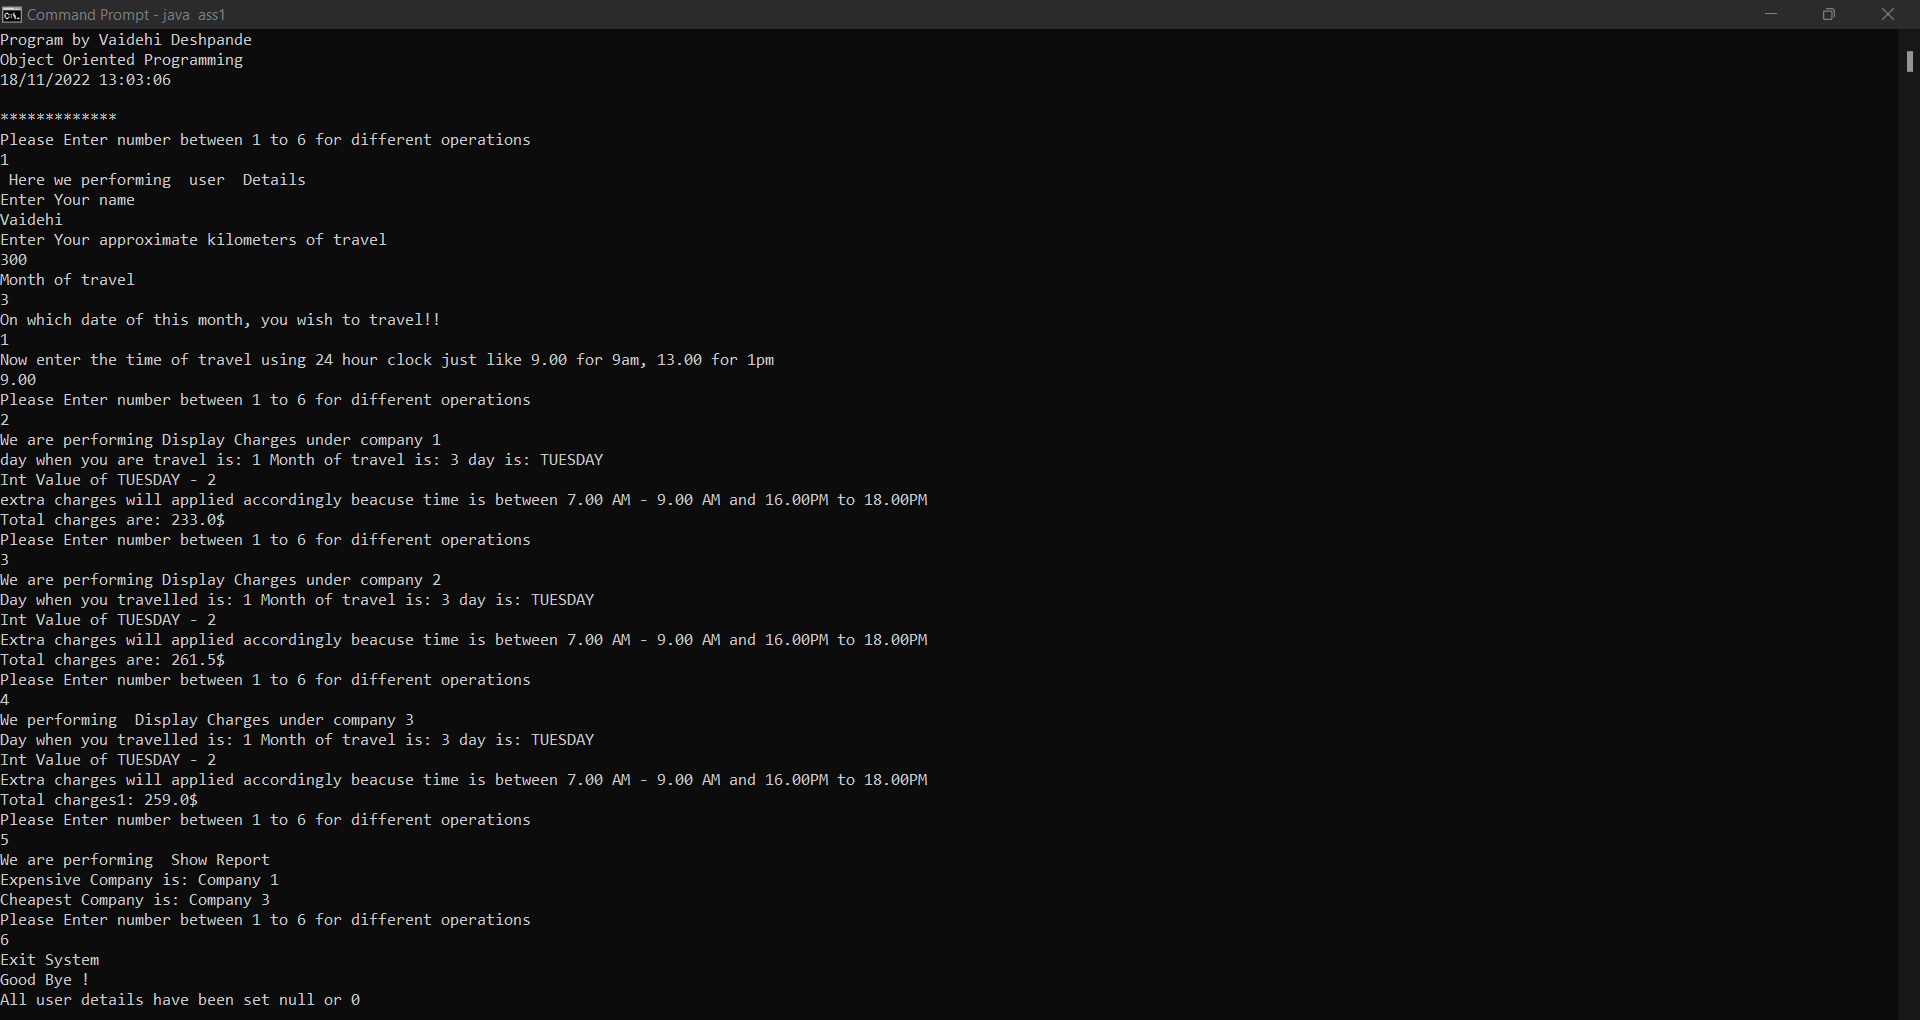 Command Prompt - java  ass1
Program by Vaidehi Deshpande
Object Oriented Programming
18/11/2022 13:03:06
*************
Please Enter number between 1 to 6 for different operations
1
 Here we performing  user  Details
Enter Your name
Vaidehi
Enter Your approximate kilometers of travel
300
Month of travel
3
On which date of this month, you wish to travel!!
1
Now enter the time of travel using 24 hour clock just like 9.00 for 9am, 13.00 for 1pm
9.00
Please Enter number between 1 to 6 for different operations
2
We are performing Display Charges under company 1
day when you are travel is: 1 Month of travel is: 3 day is: TUESDAY
Int Value of TUESDAY - 2
extra charges will applied accordingly beacuse time is between 7.00 AM - 9.00 AM and 16.00PM to 18.00PM
Total charges are: 233.0$
Please Enter number between 1 to 6 for different operations
3
We are performing Display Charges under company 2
Day when you travelled is: 1 Month of travel is: 3 day is: TUESDAY
Int Value of TUESDAY - 2
Extra charges will applied accordingly beacuse time is between 7.00 AM - 9.00 AM and 16.00PM to 18.00PM
Total charges are: 261.5$
Please Enter number between 1 to 6 for different operations
4
We performing  Display Charges under company 3
Day when you travelled is: 1 Month of travel is: 3 day is: TUESDAY
Int Value of TUESDAY - 2
Extra charges will applied accordingly beacuse time is between 7.00 AM - 9.00 AM and 16.00PM to 18.00PM
Total charges1: 259.0$
Please Enter number between 1 to 6 for different operations
5
We are performing  Show Report
Expensive Company is: Company 1
Cheapest Company is: Company 3
Please Enter number between 1 to 6 for different operations
6
Exit System
Good Bye !
All user details have been set null or 0